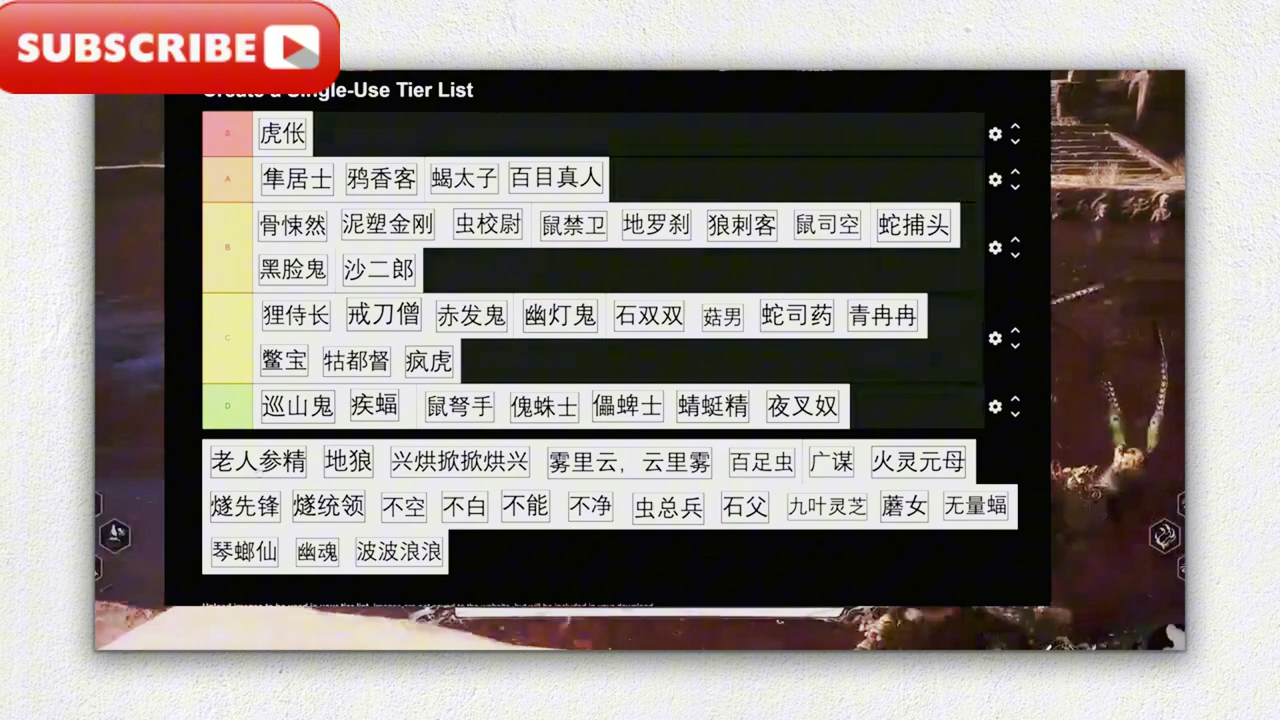 SUBSCRIBE
Create a Single-Use Tier List
S 虎伥
A 隼居士 鸦香客 蝎太子 百目真人
B 骨悚然 泥塑金刚 虫校尉 鼠禁卫 地罗刹 狼刺客 鼠司空 蛇捕头
黑脸鬼 沙二郎
C 狸侍长 戒刀僧 赤发鬼 幽灯鬼 石双双 菇男 蛇司药 青冉冉
鳖宝 牯都督 疯虎
D 巡山鬼 疾蝠 鼠弩手 傀蛛士 儡蜱士 蜻蜓精 夜叉奴
老人参精 地狼 兴烘掀掀烘兴 雾里云，云里雾 百足虫 广谋 火灵元母
燧先锋 燧统领 不空 不白 不能 不净 虫总兵 石父 九叶灵芝 蘑女 无量蝠
琴螂仙 幽魂 波波浪浪